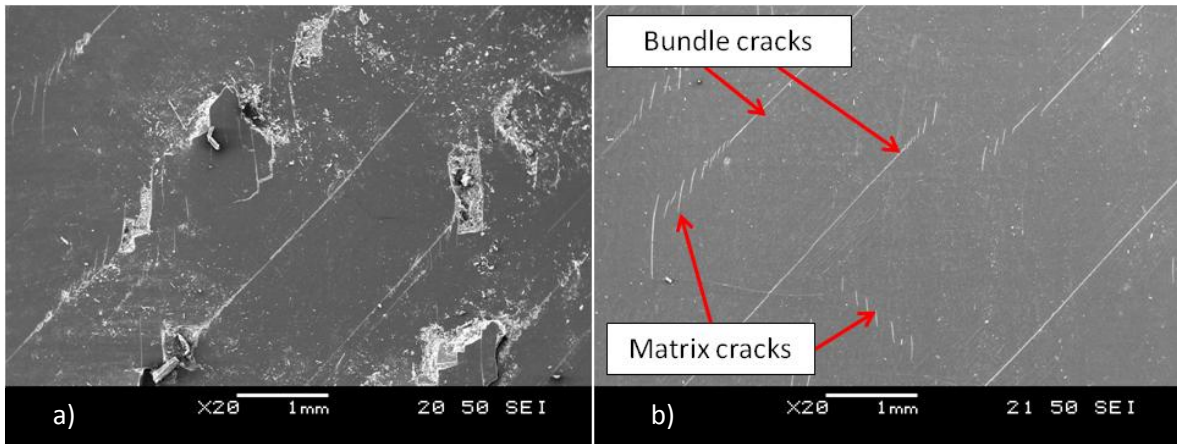 Bundle cracks
Matrix cracks
a)
X20 1mm 20 50 SEI
b)
X20 1mm 21 50 SEI